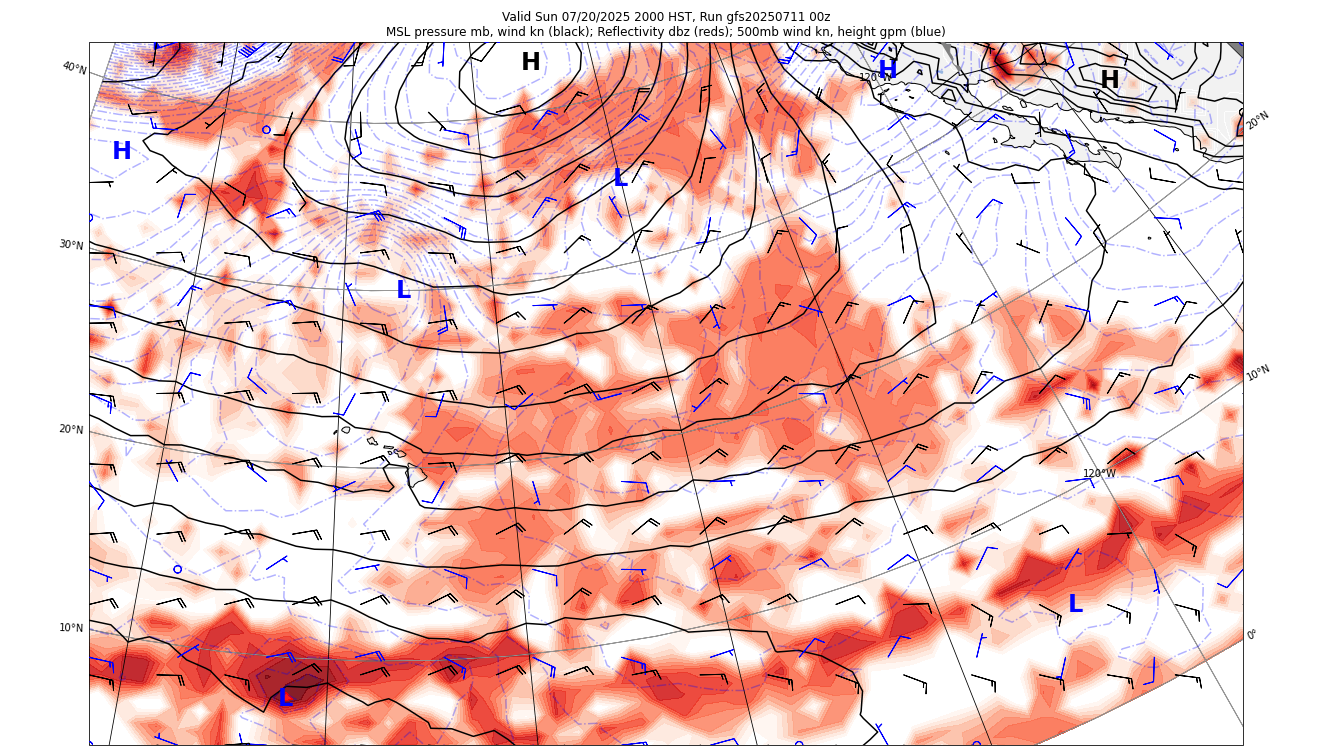 Valid Sun 07/20/2025 2000 HST, Run gfs20250711 00z
MSL pressure mb, wind kn (black); Reflectivity dbz (reds); 500mb wind kn, height gpm (blue)
H
H
120°W
H
40°N
20°N
H
L
30°N
L
10°N
20°N
120°W
L
10°N
0°
L